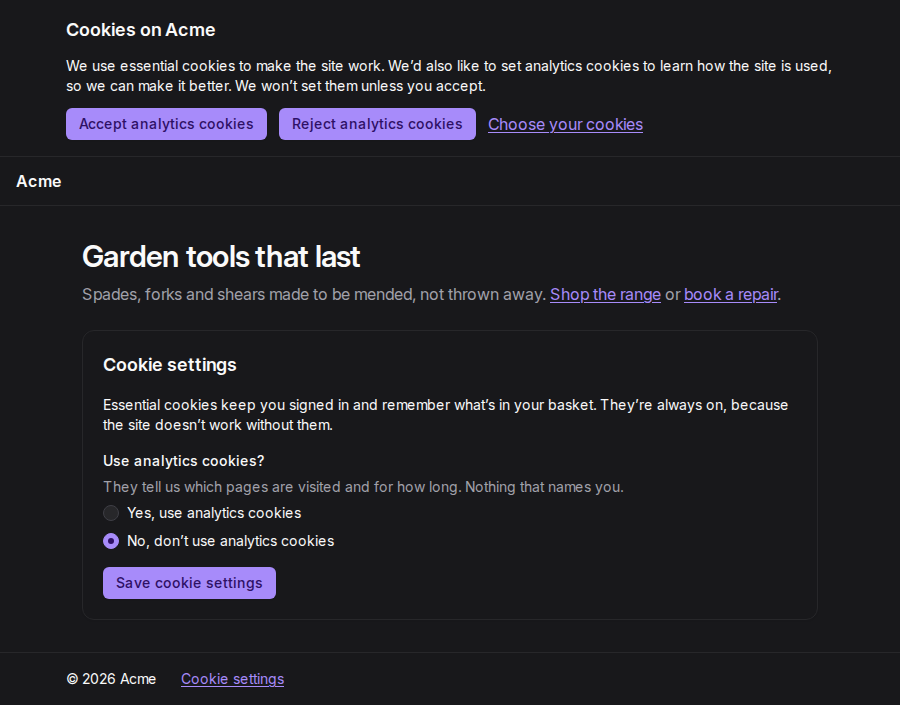 Cookies on Acme
We use essential cookies to make the site work. We’d also like to set analytics cookies to learn how the site is used,
so we can make it better. We won’t set them unless you accept.
Accept analytics cookies
Reject analytics cookies
Choose your cookies
Acme
Garden tools that last
Spades, forks and shears made to be mended, not thrown away. Shop the range or book a repair.
Cookie settings
Essential cookies keep you signed in and remember what’s in your basket. They’re always on, because
the site doesn’t work without them.
Use analytics cookies?
They tell us which pages are visited and for how long. Nothing that names you.
Yes, use analytics cookies
No, don’t use analytics cookies
Save cookie settings
© 2026 Acme
Cookie settings